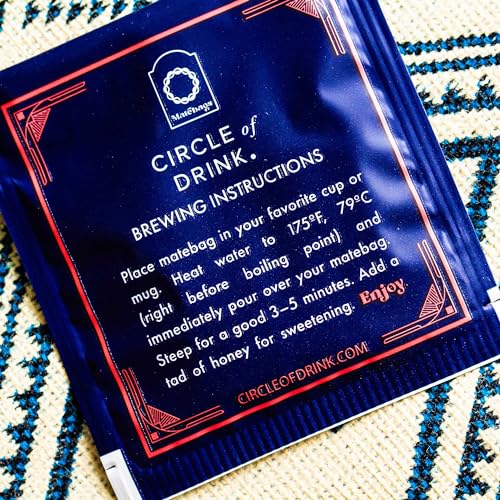 Matebags
CIRCLE of
DRINK.
BREWING INSTRUCTIONS
Place matebag in your favorite cup or
mug. Heat water to 175°F, 79°C
(right before boiling point) and
immediately pour over your matebag.
Steep for a good 3–5 minutes. Add a
tad of honey for sweetening. Enjoy
CIRCLEOFDRINK.COM